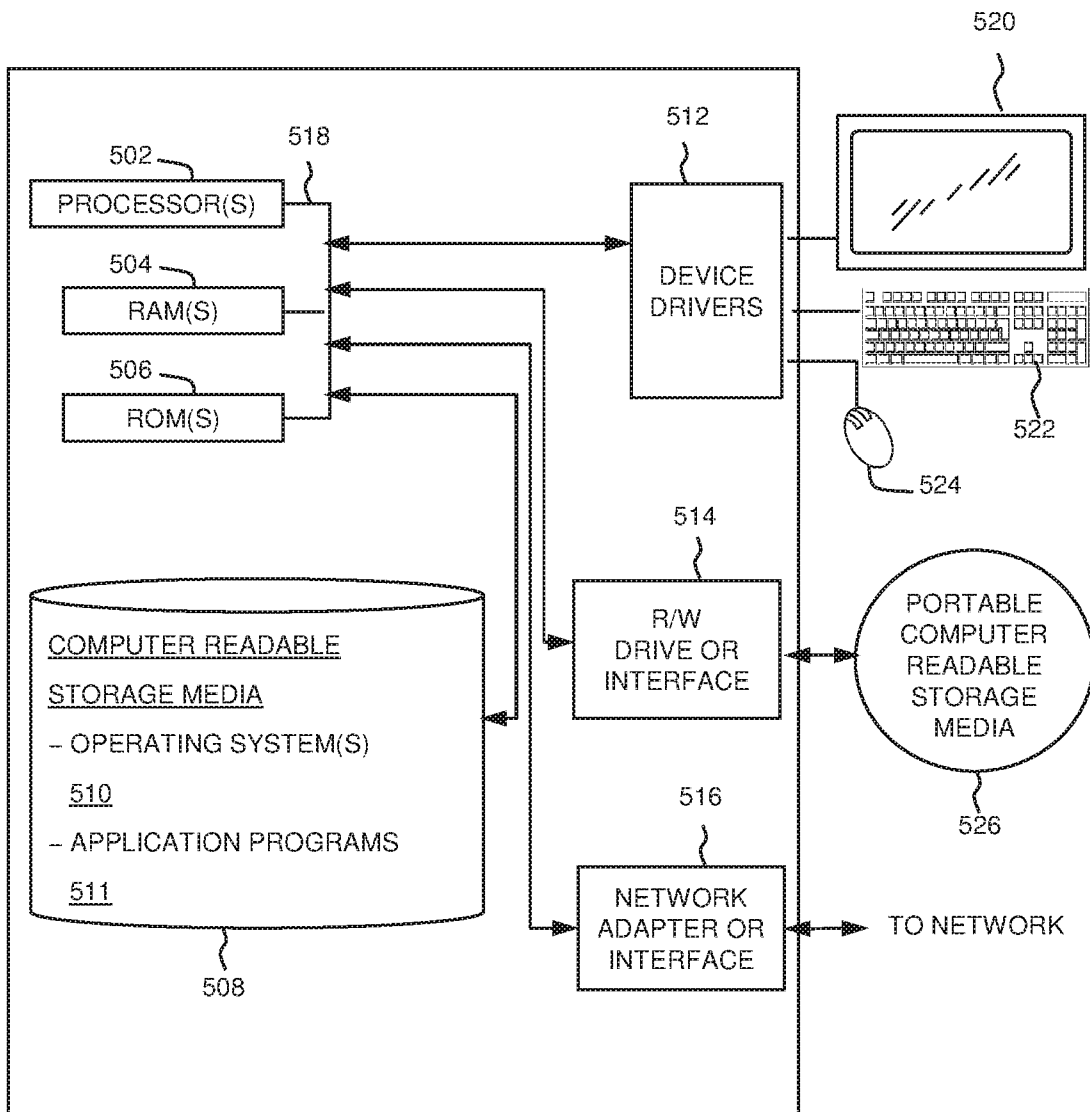 520
512
518
502
PROCESSOR(S)
504
RAM(S)
506
ROM(S)
DEVICE
DRIVERS
522
524
514
R/W
DRIVE OR
INTERFACE
PORTABLE
COMPUTER
READABLE
STORAGE
MEDIA
526
COMPUTER READABLE
STORAGE MEDIA
– OPERATING SYSTEM(S)
510
– APPLICATION PROGRAMS
511
508
516
NETWORK
ADAPTER OR
INTERFACE
TO NETWORK